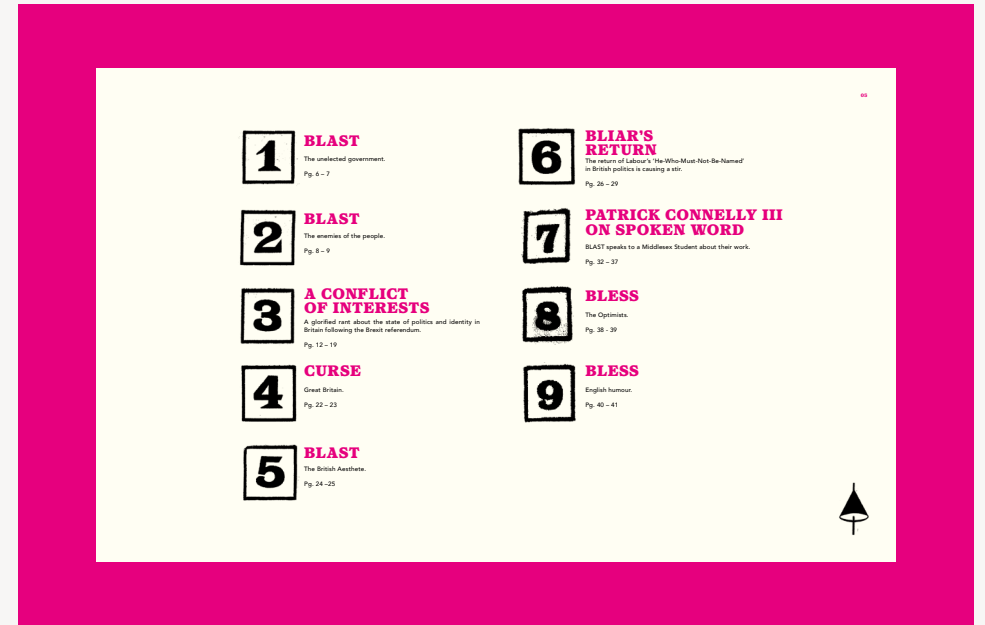 05
1
BLAST
The unelected government.
Pg. 6 – 7
2
BLAST
The enemies of the people.
Pg. 8 – 9
3
A CONFLICT
OF INTERESTS
A glorified rant about the state of politics and identity in
Britain following the Brexit referendum.
Pg. 12 – 19
4
CURSE
Great Britain.
Pg. 22 – 23
5
BLAST
The British Aesthete.
Pg. 24 –25
6
BLIAR'S
RETURN
The return of Labour's 'He-Who-Must-Not-Be-Named'
in British politics is causing a stir.
Pg. 26 – 29
7
PATRICK CONNELLY III
ON SPOKEN WORD
BLAST speaks to a Middlesex Student about their work.
Pg. 32 – 37
8
BLESS
The Optimists.
Pg. 38 - 39
9
BLESS
English humour.
Pg. 40 – 41